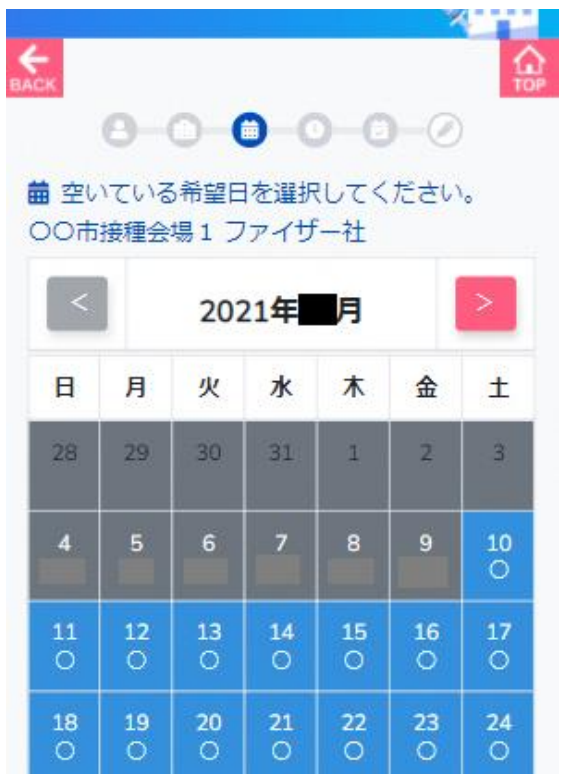 BACK
TOP
空いている希望日を選択してください。
〇〇市接種会場1 ファイザー社
<
2021年
月
>
日 月 火 水 木 金 土
28 29 30 31 1 2 3
4 5 6 7 8 9 10
○
11 12 13 14 15 16 17
○ ○ ○ ○ ○ ○ ○
18 19 20 21 22 23 24
○ ○ ○ ○ ○ ○ ○